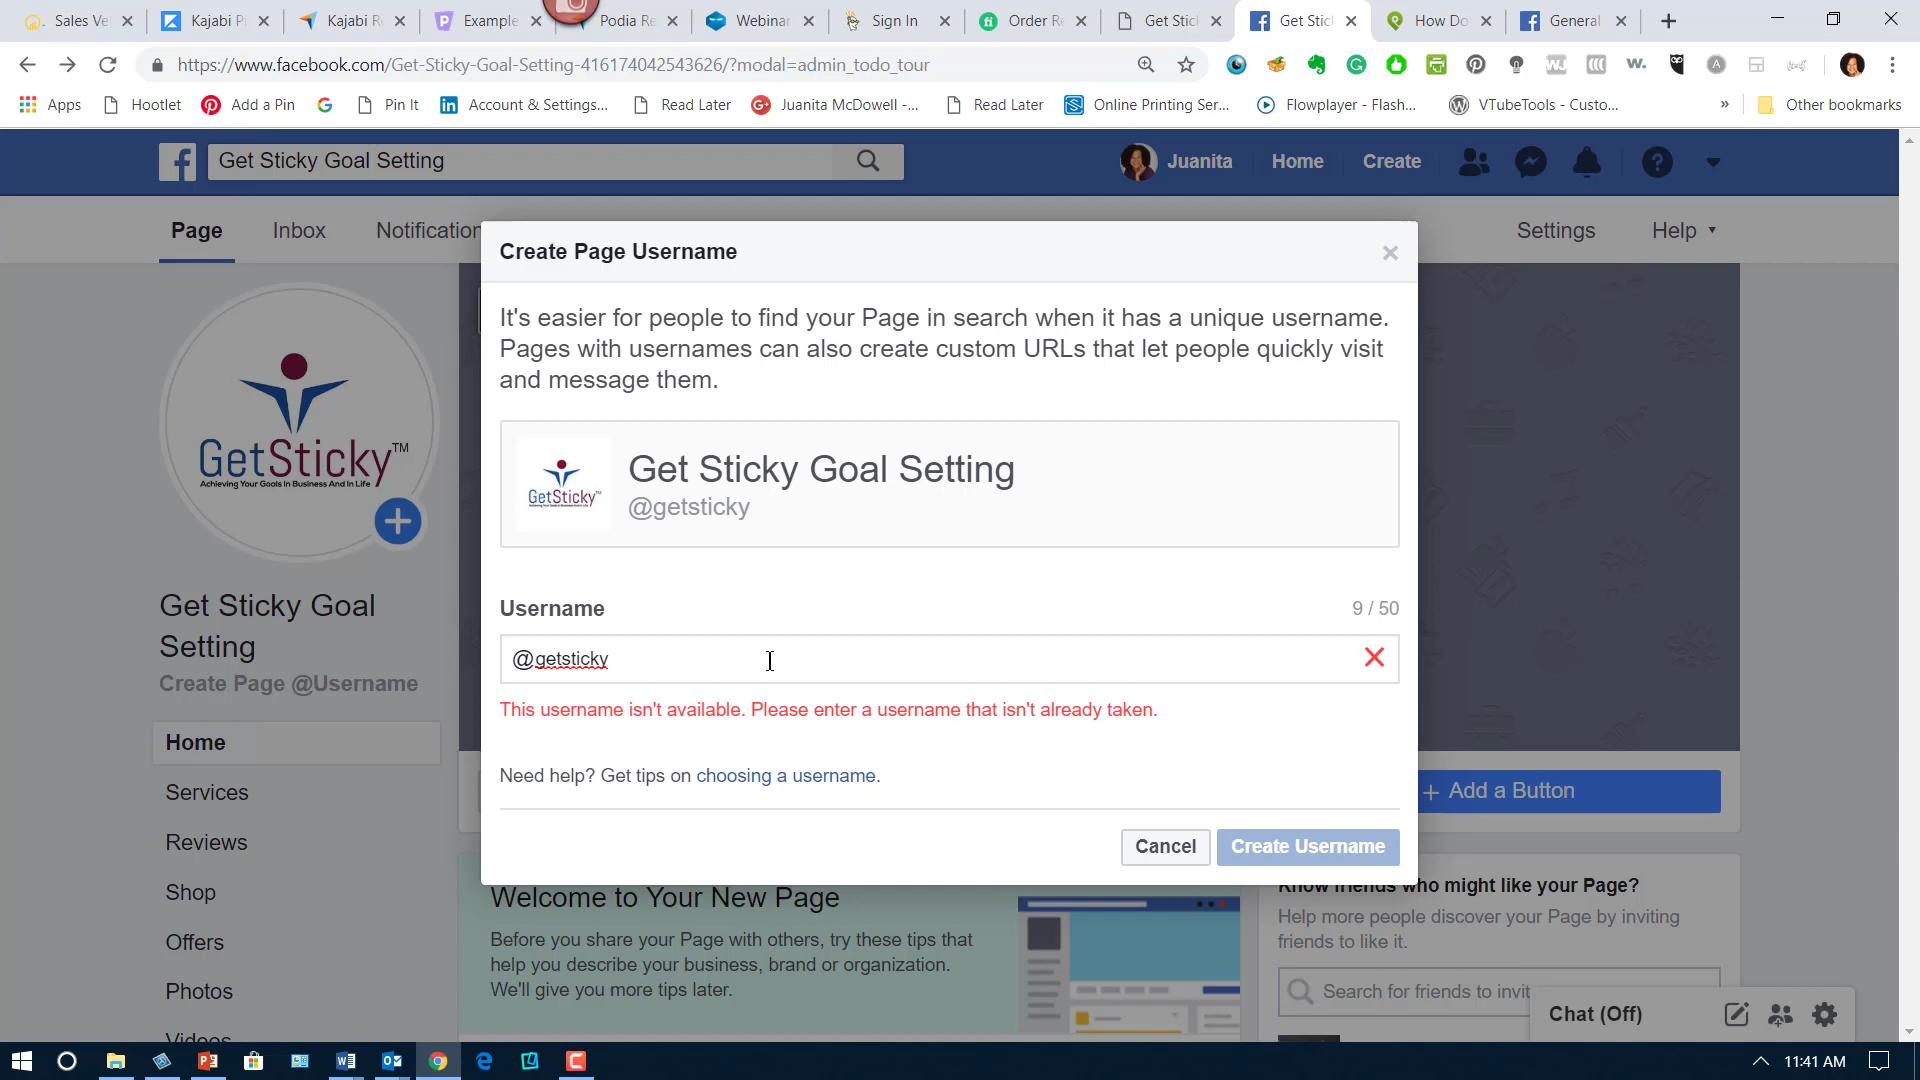 Sales Ve
Kajabi P
Kajabi R
Example
Podia Re
Webinar
Sign In
Order Re
Get Stick
Get Stick
How Do
General
https://www.facebook.com/Get-Sticky-Goal-Setting-416174042543626/?modal=admin_todo_tour
Apps
Hootlet
Add a Pin
Pin It
Account & Settings...
Read Later
Juanita McDowell -...
Read Later
Online Printing Ser...
Flowplayer - Flash...
VTubeTools - Custo...
» Other bookmarks
Get Sticky Goal Setting
Juanita
Home
Create
Page
Inbox
Notification
Settings
Help
Create Page Username
It's easier for people to find your Page in search when it has a unique username.
Pages with usernames can also create custom URLs that let people quickly visit
and message them.
GetSticky™
Achieving Your Goals In Business And In Life
GetSticky™
Get Sticky Goal Setting
@getsticky
Username
9 / 50
@getsticky
This username isn't available. Please enter a username that isn't already taken.
Need help? Get tips on choosing a username.
Cancel
Create Username
Get Sticky Goal
Setting
Create Page @Username
Home
Services
Reviews
Shop
Offers
Photos
Videos
+ Add a Button
Welcome to Your New Page
Before you share your Page with others, try these tips that
help you describe your business, brand or organization.
We'll give you more tips later.
Know friends who might like your Page?
Help more people discover your Page by inviting
friends to like it.
Search for friends to invit
Chat (Off)
11:41 AM